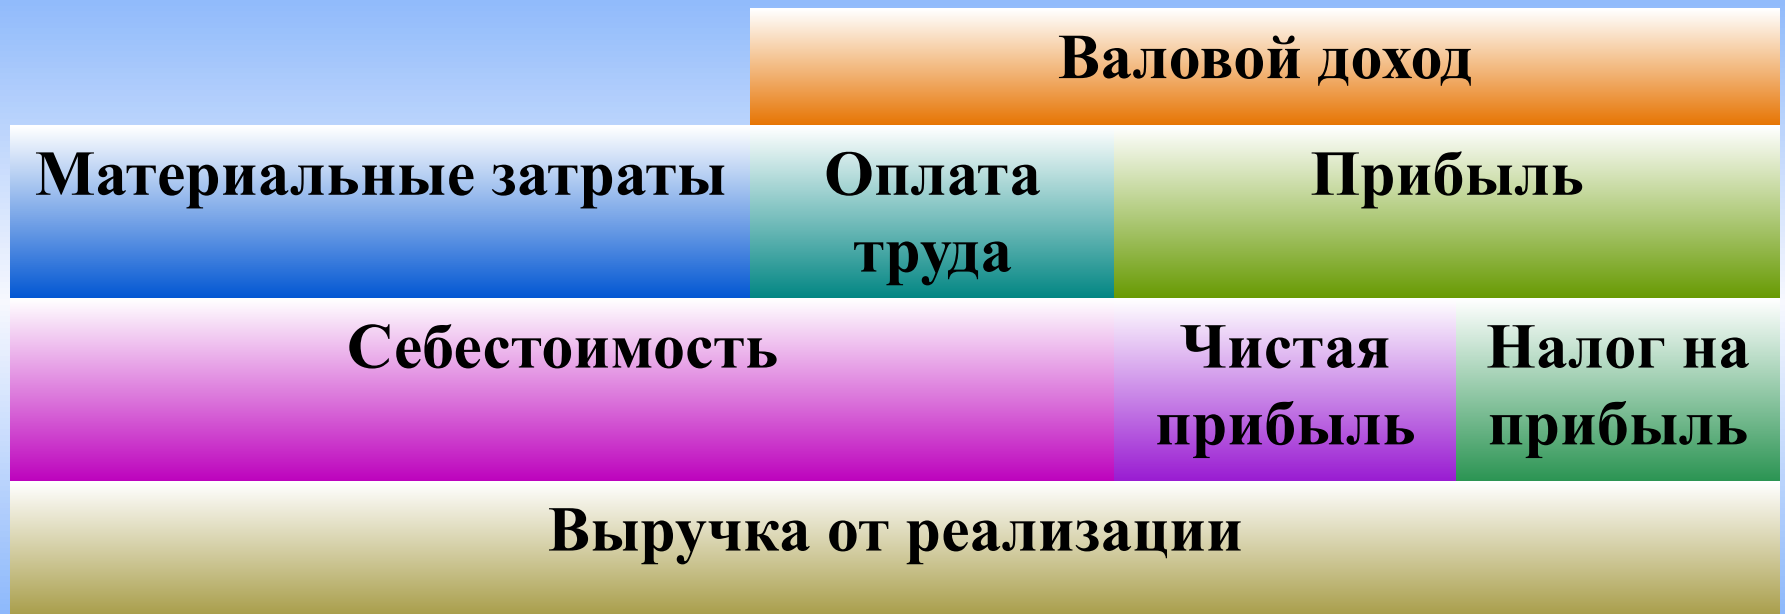 Валовой доход
Материальные затраты
Оплата
труда
Прибыль
Себестоимость
Чистая
прибыль
Налог на
прибыль
Выручка от реализации